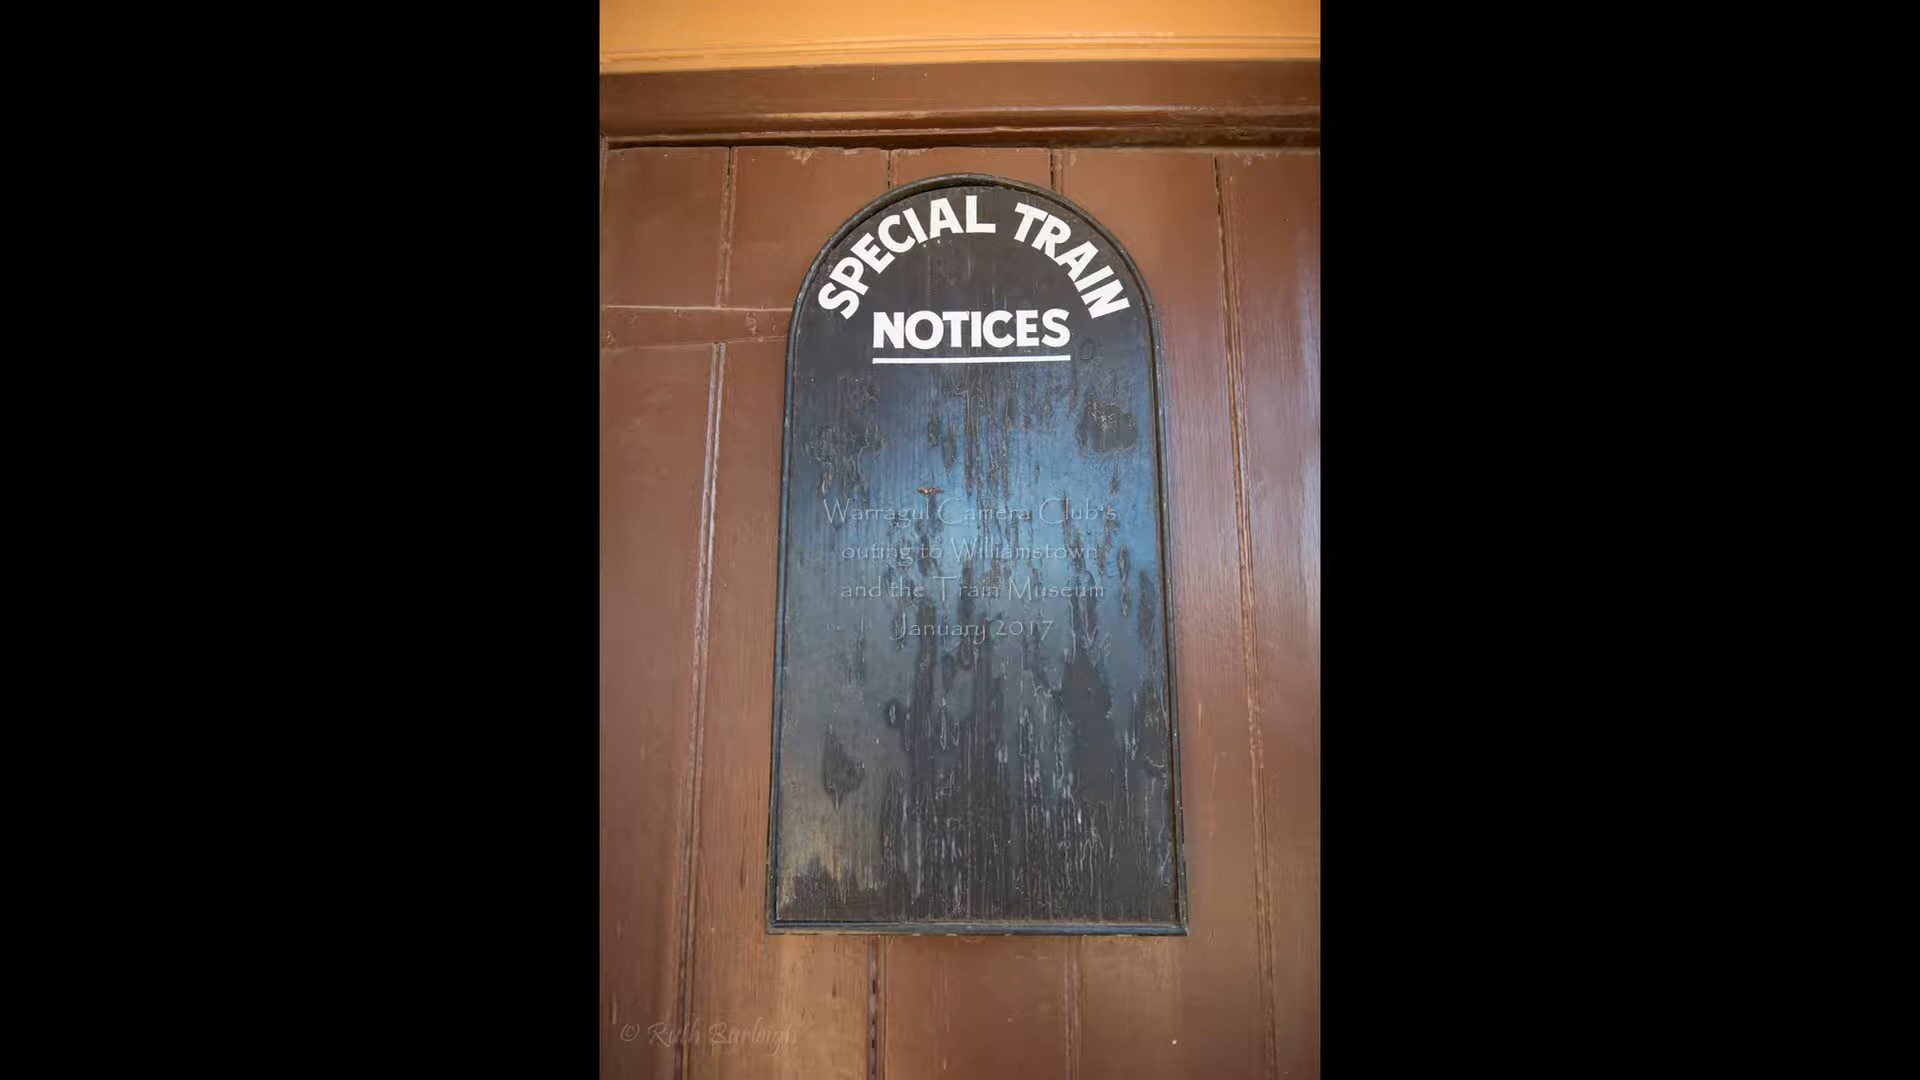 SPECIAL TRAIN
NOTICES
Warragul Camera Club's
outing to Williamstown
and the Train Museum
January 2017
© Ruth Burleigh